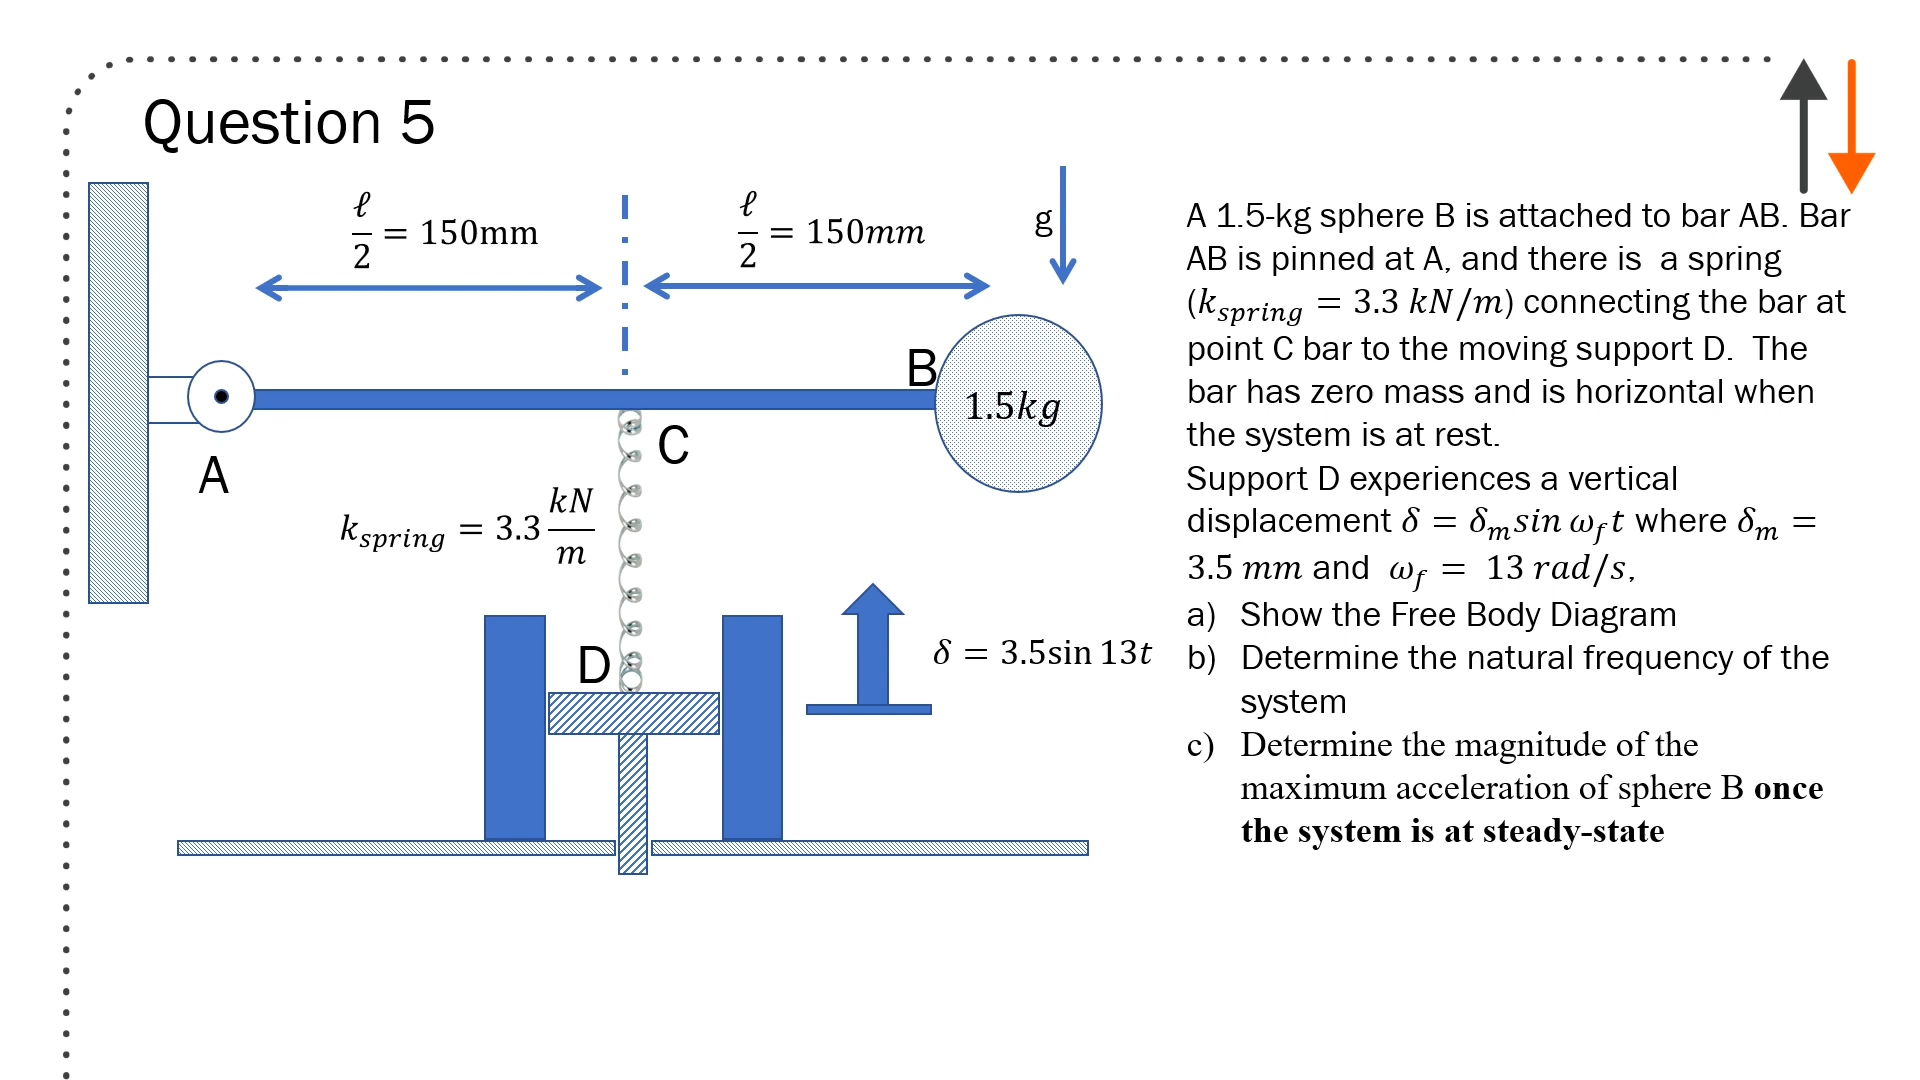 Question 5
ℓ/2 = 150mm
ℓ/2 = 150mm
g
B
1.5kg
C
A
k_spring = 3.3 kN/m
D
δ = 3.5sin 13t
A 1.5-kg sphere B is attached to bar AB. Bar
AB is pinned at A, and there is a spring
(k_spring = 3.3 kN/m) connecting the bar at
point C bar to the moving support D. The
bar has zero mass and is horizontal when
the system is at rest.
Support D experiences a vertical
displacement δ = δ_m sin ω_f t where δ_m =
3.5 mm and ω_f = 13 rad/s,
a) Show the Free Body Diagram
b) Determine the natural frequency of the
system
c) Determine the magnitude of the
maximum acceleration of sphere B once
the system is at steady-state